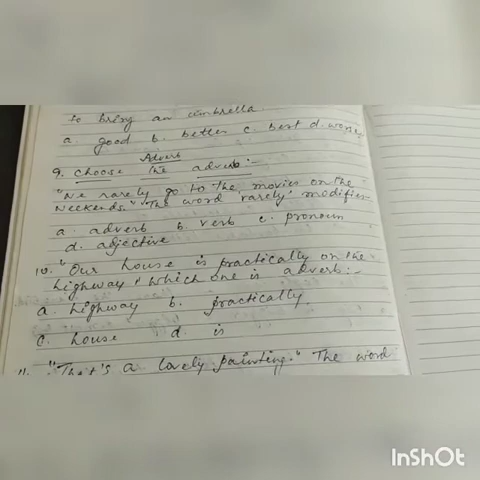 to bring an umbrella.
a. good b. better c. best d. worse
Adverb
9. Choose the adverb:-
"We rarely go to the movies on the
weekends." "The word rarely" modifies
a. adverb b. verb c. pronoun
d. adjective
10. "Our house is practically on the
highway" which one is adverb:-
a. highway b. practically.
c. house d. is
11. "That's a lovely painting." The word
InShOt